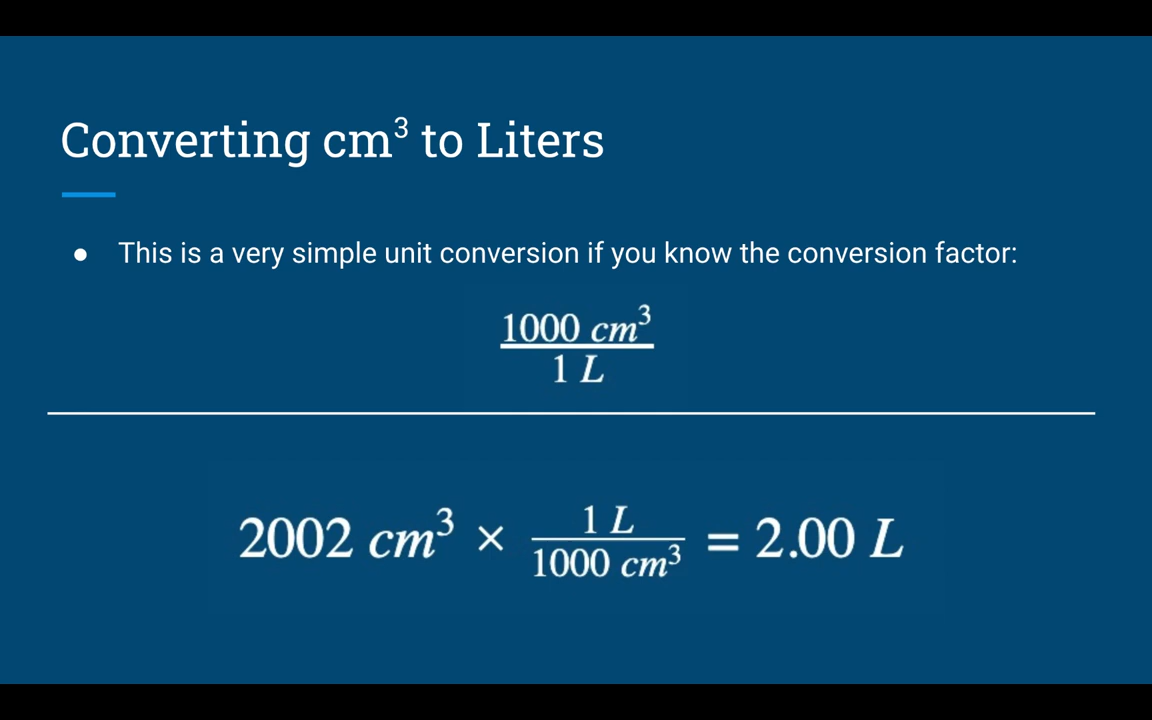 Converting cm³ to Liters
● This is a very simple unit conversion if you know the conversion factor:
1000 cm³
1 L
2002 cm³ × 1 L / 1000 cm³ = 2.00 L